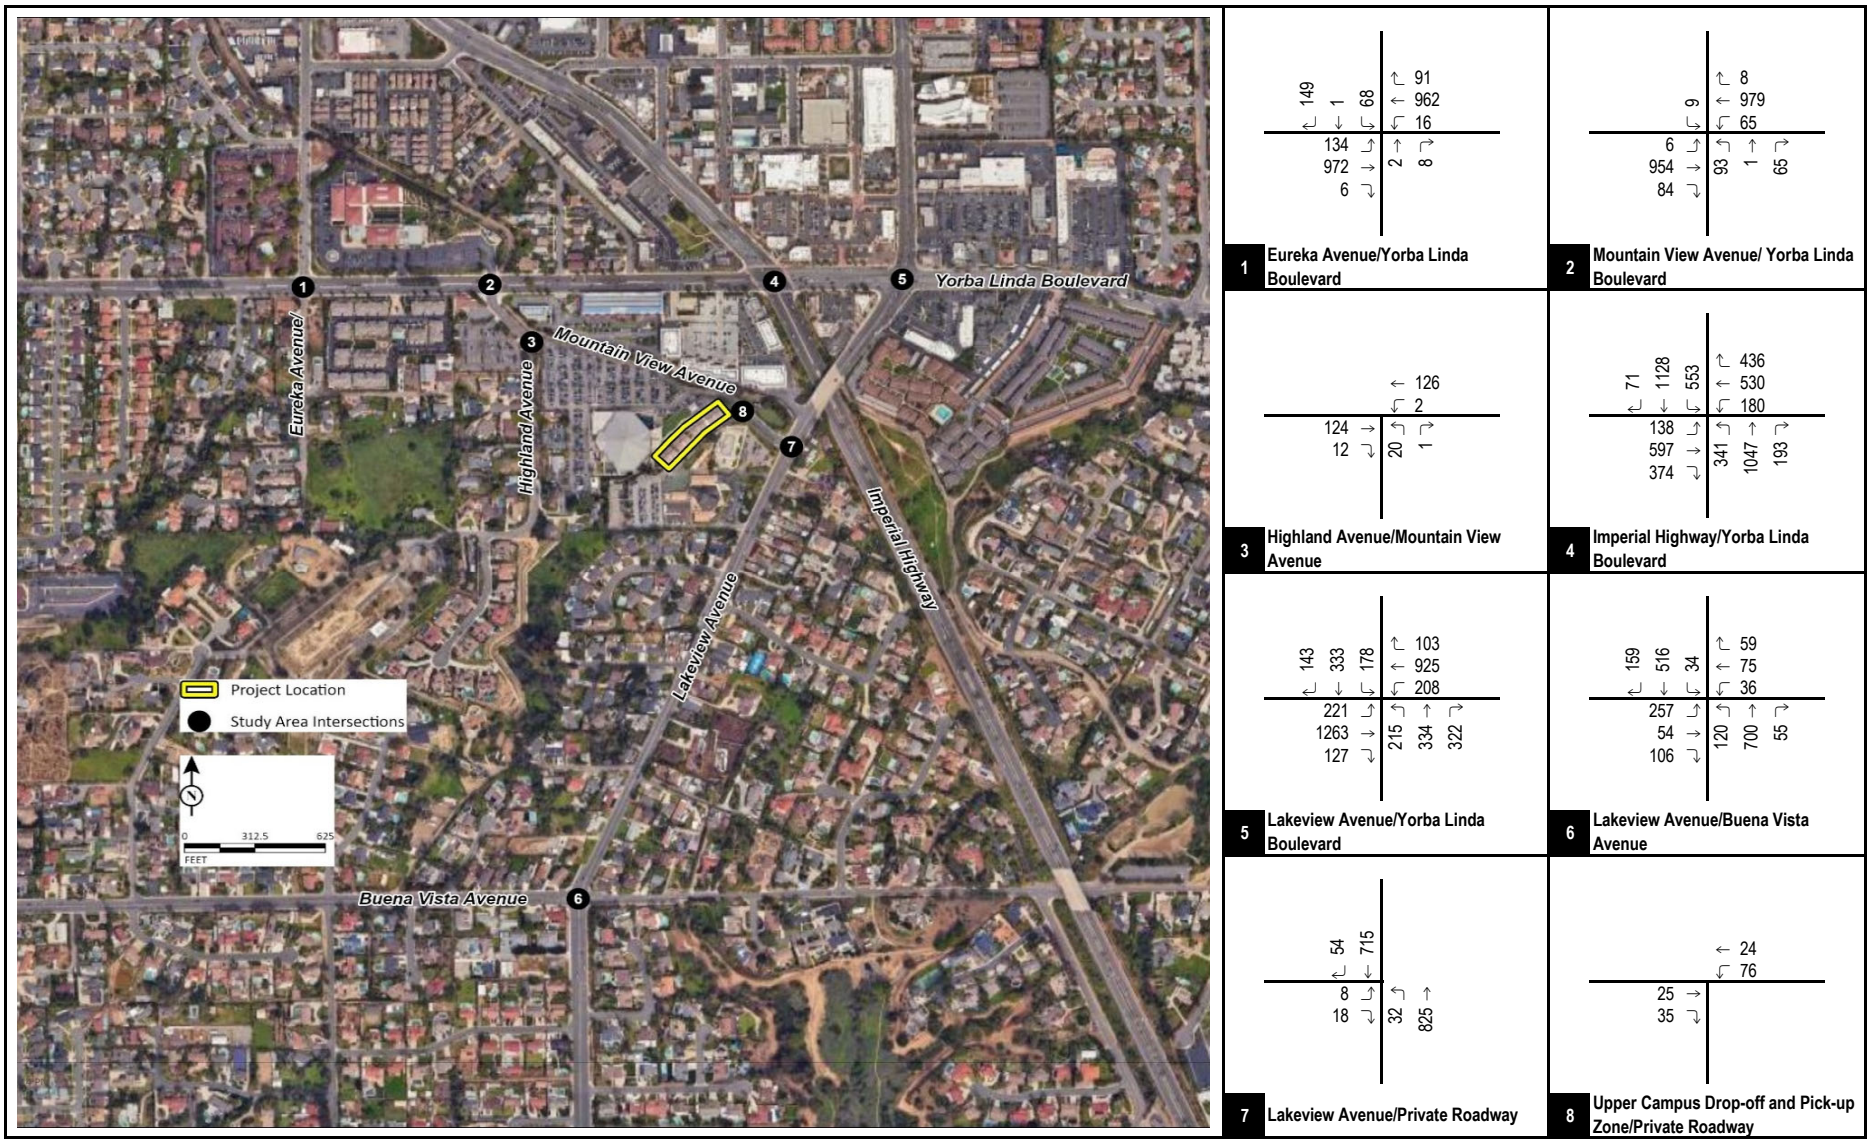 1
2
3
4
5
6
7
8
Yorba Linda Boulevard
Mountain View Avenue
Eureka Avenue/
Highland Avenue
Imperial Highway
Lakeview Avenue
Buena Vista Avenue
Project Location
Study Area Intersections
N
0 312.5 625
FEET
149 1 68
91
962
16
134
972
6
2 8
1 Eureka Avenue/Yorba Linda
Boulevard
9
8
979
65
6
954
84
93 1 65
2 Mountain View Avenue/ Yorba Linda
Boulevard
126
2
124
12
20 1
3 Highland Avenue/Mountain View
Avenue
71 1128 553
436
530
180
138
597
374
341 1047 193
4 Imperial Highway/Yorba Linda
Boulevard
143 333 178
103
925
208
221
1263
127
215 334 322
5 Lakeview Avenue/Yorba Linda
Boulevard
159 516 34
59
75
36
257
54
106
120 700 55
6 Lakeview Avenue/Buena Vista
Avenue
54 715
8
18
32 825
7 Lakeview Avenue/Private Roadway
24
76
25
35
8 Upper Campus Drop-off and Pick-up
Zone/Private Roadway